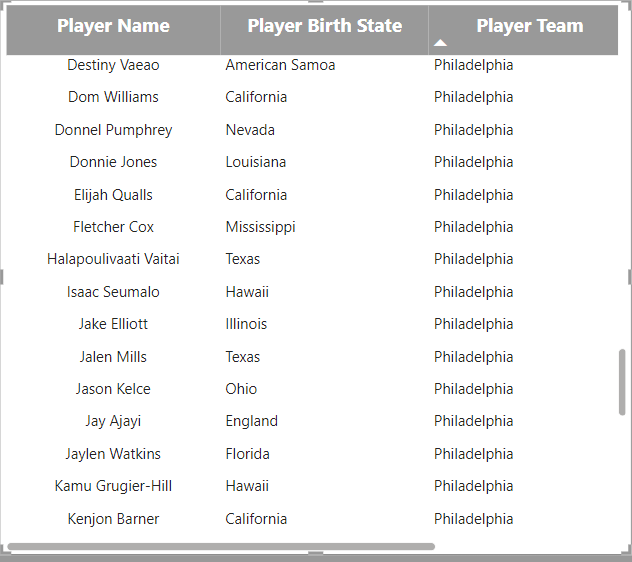 Player Name Player Birth State Player Team
Destiny Vaeao American Samoa Philadelphia
Dom Williams California Philadelphia
Donnel Pumphrey Nevada Philadelphia
Donnie Jones Louisiana Philadelphia
Elijah Qualls California Philadelphia
Fletcher Cox Mississippi Philadelphia
Halapoulivaati Vaitai Texas Philadelphia
Isaac Seumalo Hawaii Philadelphia
Jake Elliott Illinois Philadelphia
Jalen Mills Texas Philadelphia
Jason Kelce Ohio Philadelphia
Jay Ajayi England Philadelphia
Jaylen Watkins Florida Philadelphia
Kamu Grugier-Hill Hawaii Philadelphia
Kenjon Barner California Philadelphia